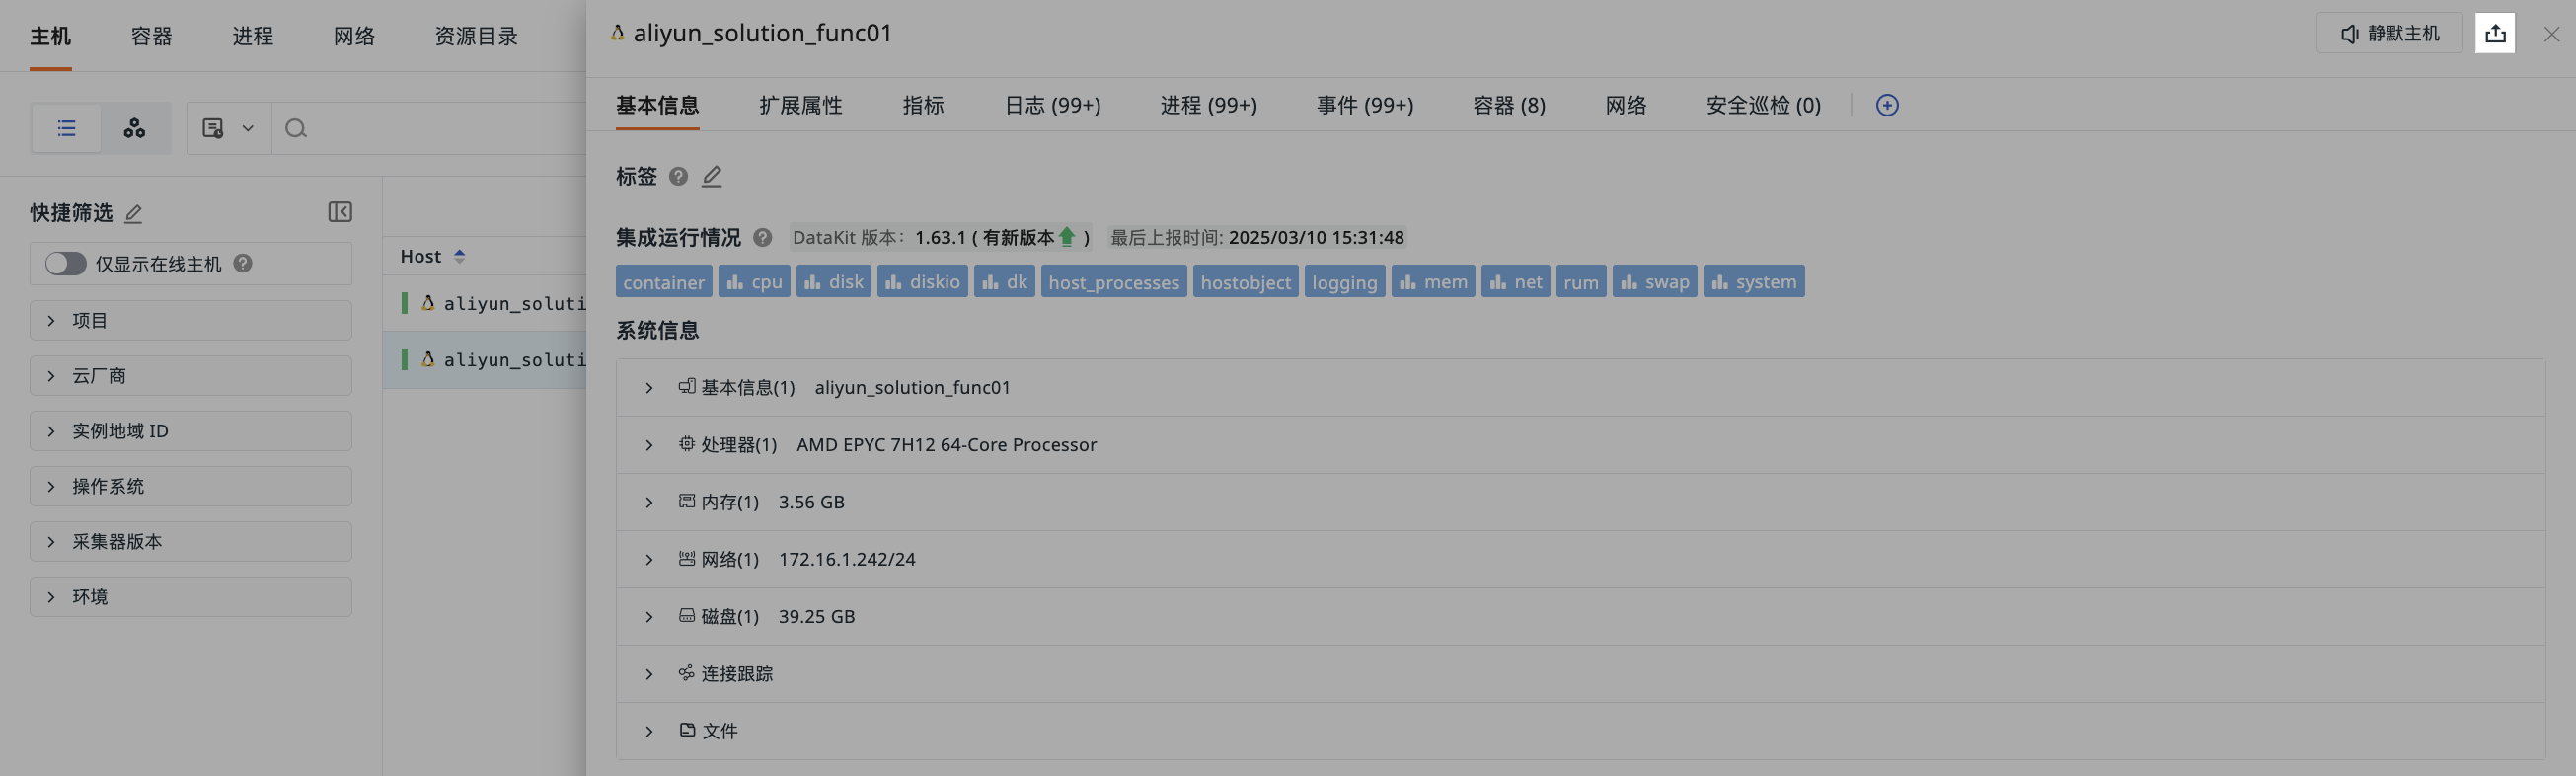 主机 容器 进程 网络 资源目录
快捷筛选
仅显示在线主机
项目
云厂商
实例地域 ID
操作系统
采集器版本
环境
Host
aliyun_soluti
aliyun_soluti
aliyun_solution_func01
静默主机
基本信息 扩展属性 指标 日志 (99+) 进程 (99+) 事件 (99+) 容器 (8) 网络 安全巡检 (0)
标签
集成运行情况 DataKit 版本: 1.63.1 ( 有新版本 ) 最后上报时间: 2025/03/10 15:31:48
container cpu disk diskio dk host_processes hostobject logging mem net rum swap system
系统信息
基本信息(1) aliyun_solution_func01
处理器(1) AMD EPYC 7H12 64-Core Processor
内存(1) 3.56 GB
网络(1) 172.16.1.242/24
磁盘(1) 39.25 GB
连接跟踪
文件